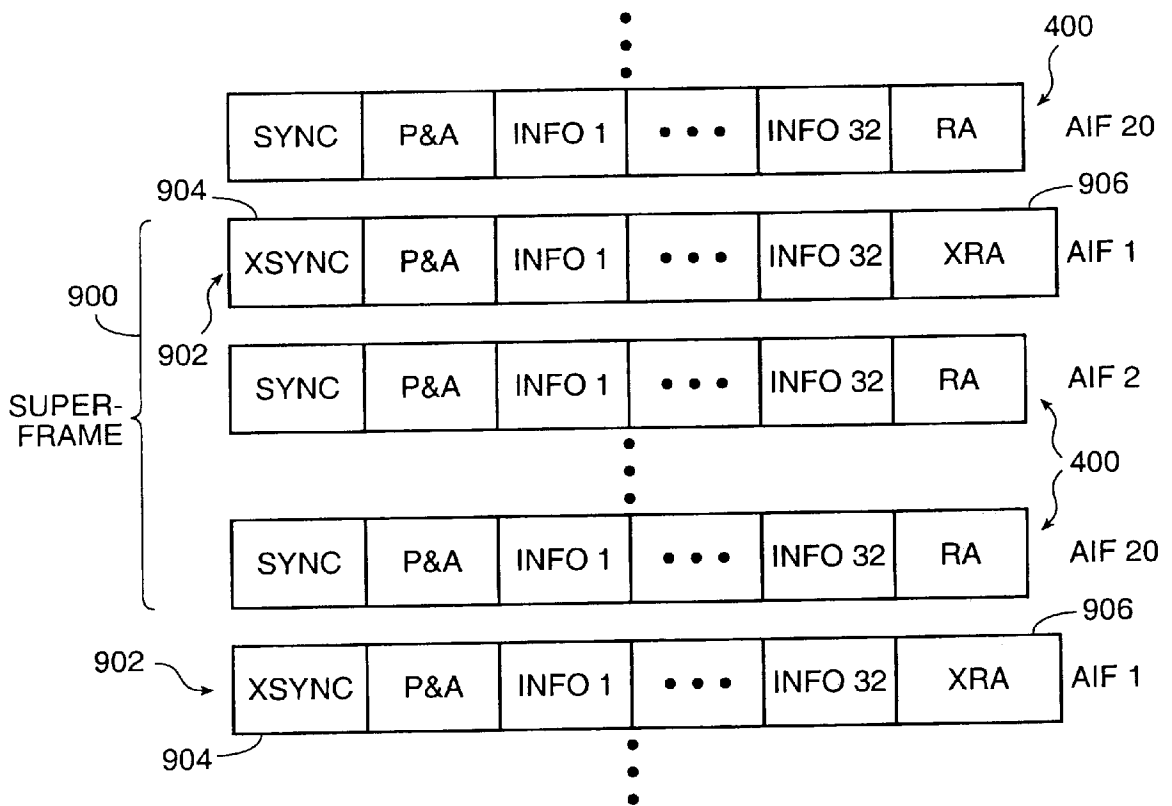 400
SYNC P&A INFO 1 ••• INFO 32 RA AIF 20
904 906
XSYNC P&A INFO 1 ••• INFO 32 XRA AIF 1
900
902
SYNC P&A INFO 1 ••• INFO 32 RA AIF 2
SUPER-
FRAME
400
SYNC P&A INFO 1 ••• INFO 32 RA AIF 20
906
902
XSYNC P&A INFO 1 ••• INFO 32 XRA AIF 1
904